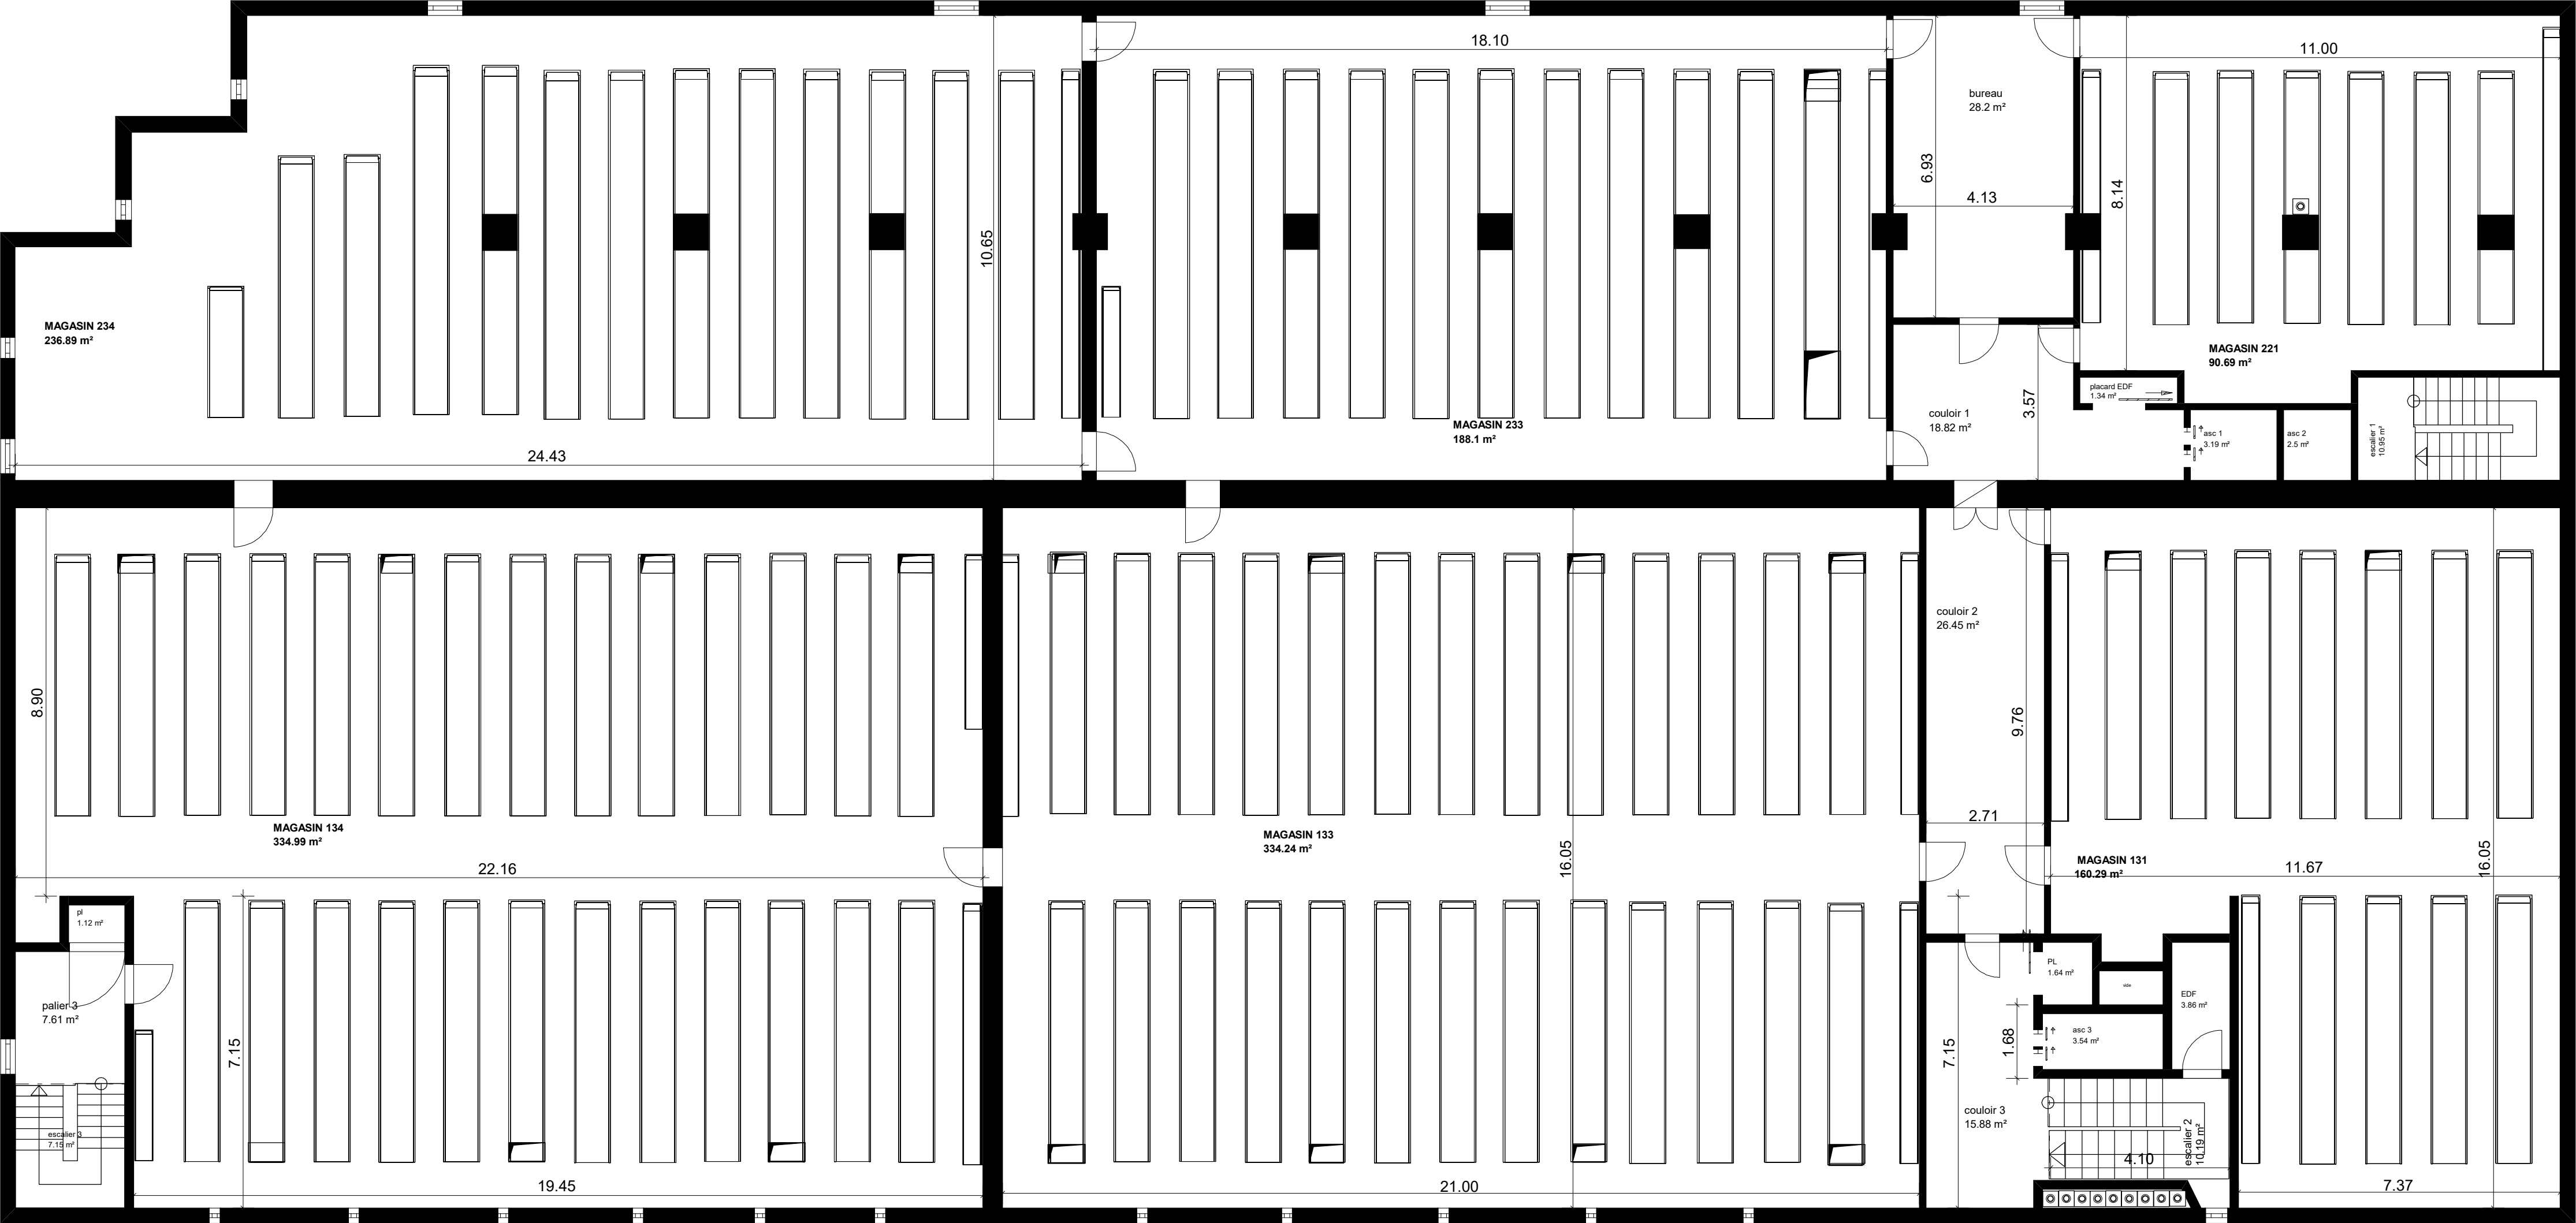 18.10
11.00
bureau
28.2 m²
6.93
4.13
8.14
10.65
MAGASIN 234
236.89 m²
MAGASIN 221
90.69 m²
placard EDF
1.34 m²
3.57
couloir 1
18.82 m²
MAGASIN 233
188.1 m²
asc 1
3.19 m²
asc 2
2.5 m²
escalier 1
10.95 m²
24.43
couloir 2
26.45 m²
8.90
9.76
2.71
MAGASIN 134
334.99 m²
MAGASIN 133
334.24 m²
16.05
MAGASIN 131
160.29 m²
11.67
16.05
22.16
pl
1.12 m²
palier 3
7.61 m²
7.15
PL
1.64 m²
EDF
3.86 m²
asc 3
3.54 m²
1.68
7.15
couloir 3
15.88 m²
escalier 3
7.15 m²
escalier 2
10.19 m²
4.10
19.45
21.00
7.37